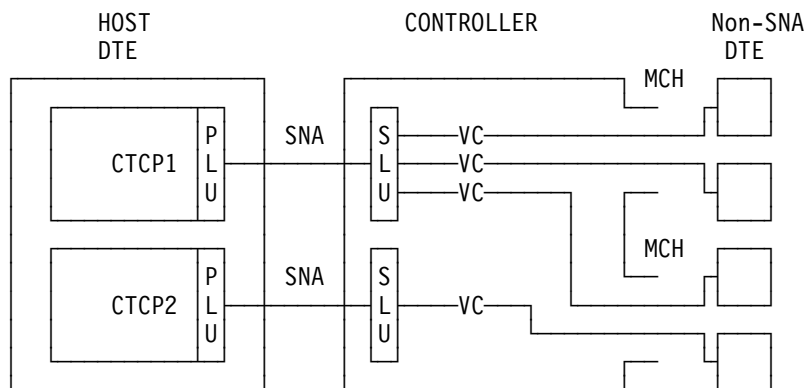 HOST CONTROLLER Non-SNA
DTE DTE
MCH
P S
SNA VC
CTCP1 L L VC
U U VC
MCH
P S
SNA
CTCP2 L L VC
U U